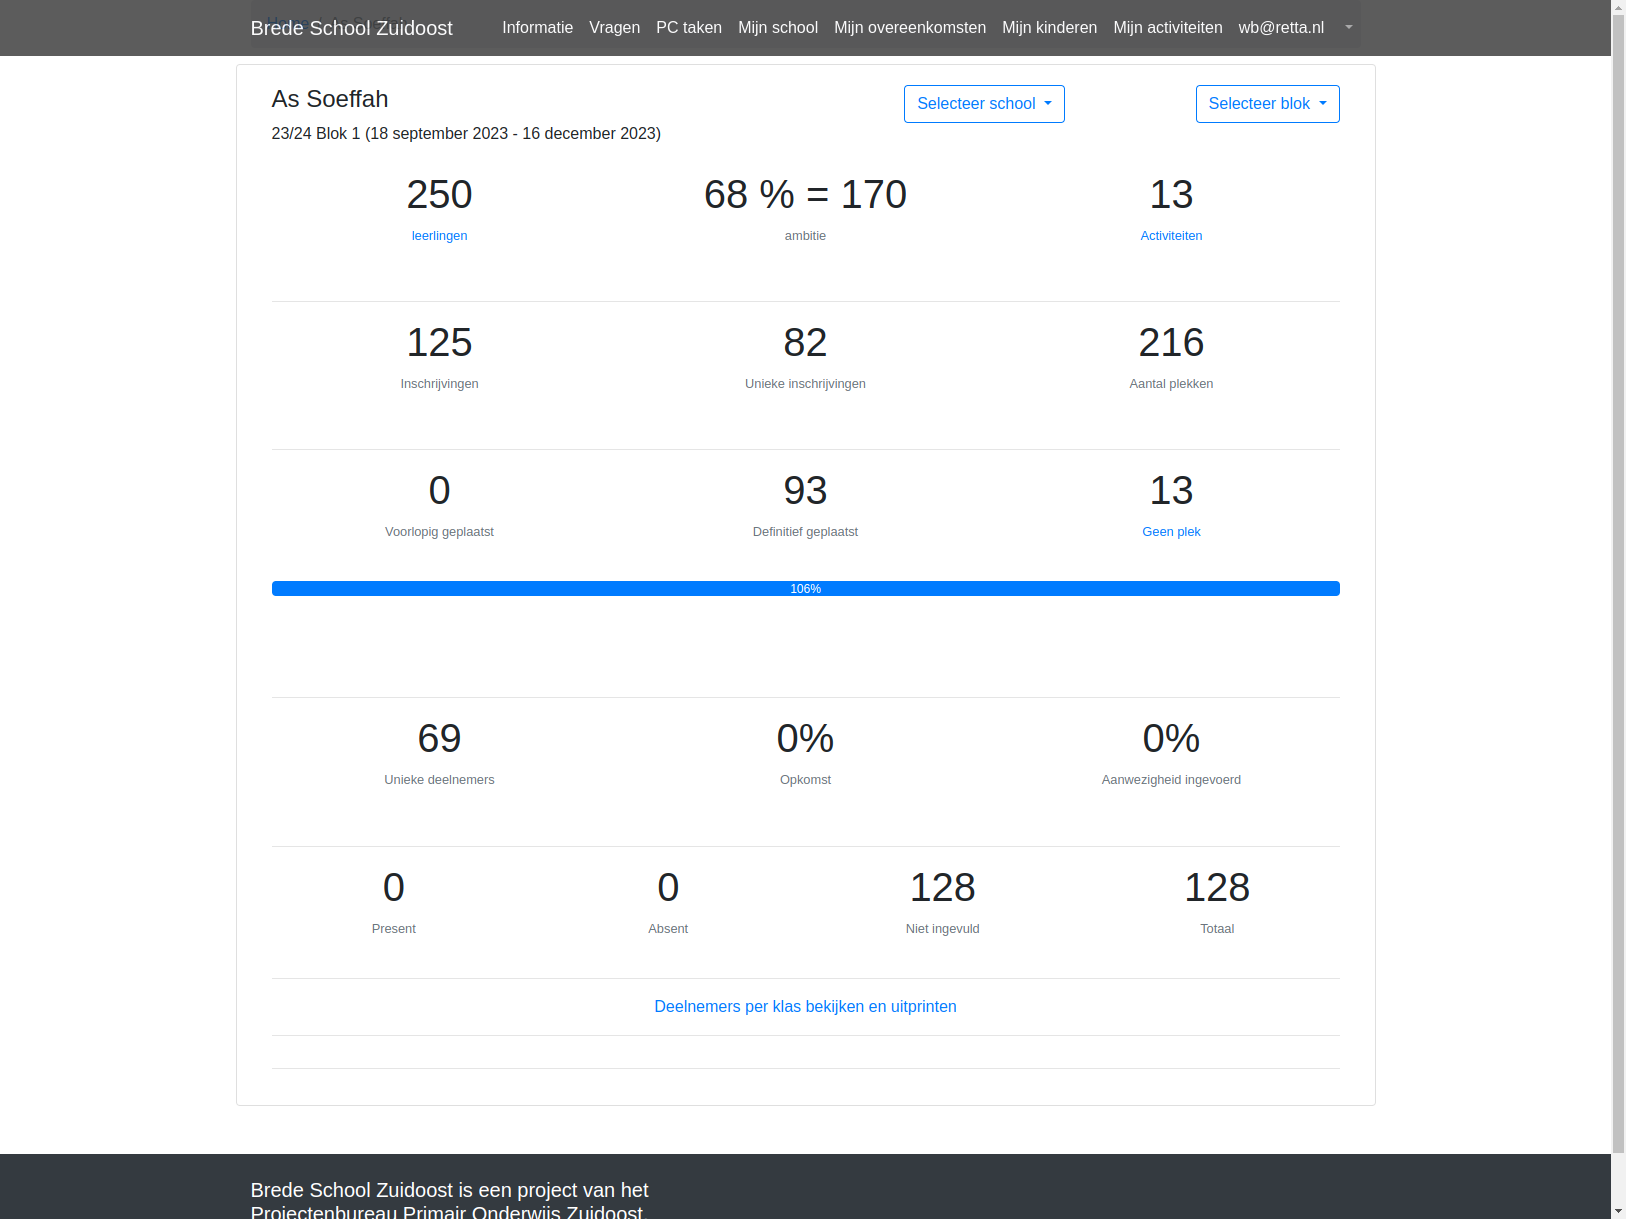 Brede School Zuidoost
Informatie Vragen PC taken Mijn school Mijn overeenkomsten Mijn kinderen Mijn activiteiten wb@retta.nl
As Soeffah
Selecteer school
Selecteer blok
23/24 Blok 1 (18 september 2023 - 16 december 2023)
250 68 % = 170 13
leerlingen ambitie Activiteiten
125 82 216
Inschrijvingen Unieke inschrijvingen Aantal plekken
0 93 13
Voorlopig geplaatst Definitief geplaatst Geen plek
106%
69 0% 0%
Unieke deelnemers Opkomst Aanwezigheid ingevoerd
0 0 128 128
Present Absent Niet ingevuld Totaal
Deelnemers per klas bekijken en uitprinten
Brede School Zuidoost is een project van het
Projectenbureau Primair Onderwijs Zuidoost.